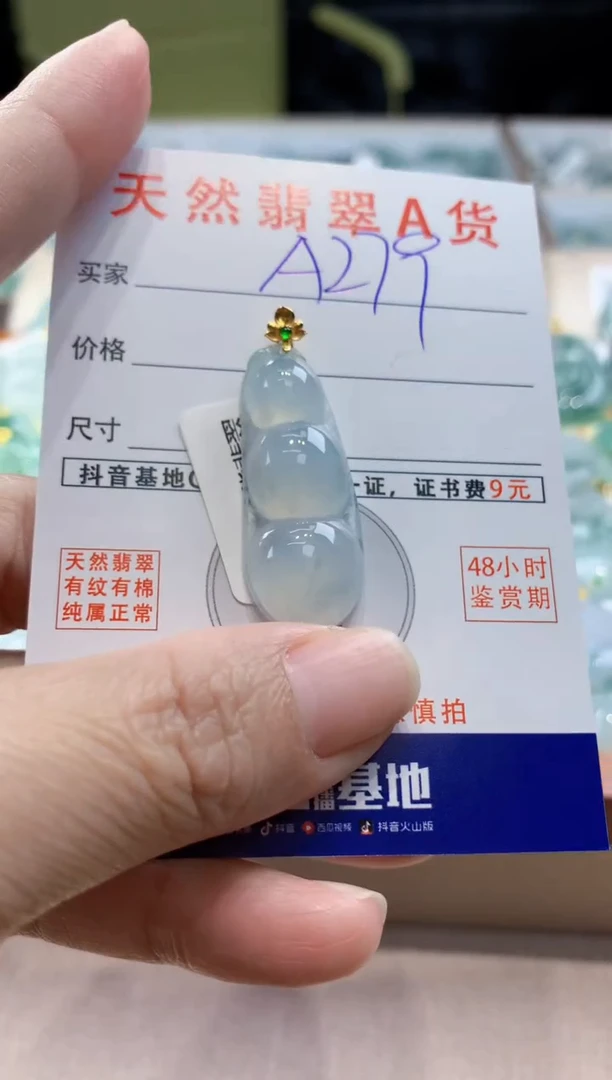 天然翡翠A货
买家 A279
价格
尺寸
抖音基地
一证，证书费9元
天然翡翠
有纹有棉
纯属正常
48小时
鉴赏期
慎拍
播基地
抖音 西瓜视频 抖音火山版